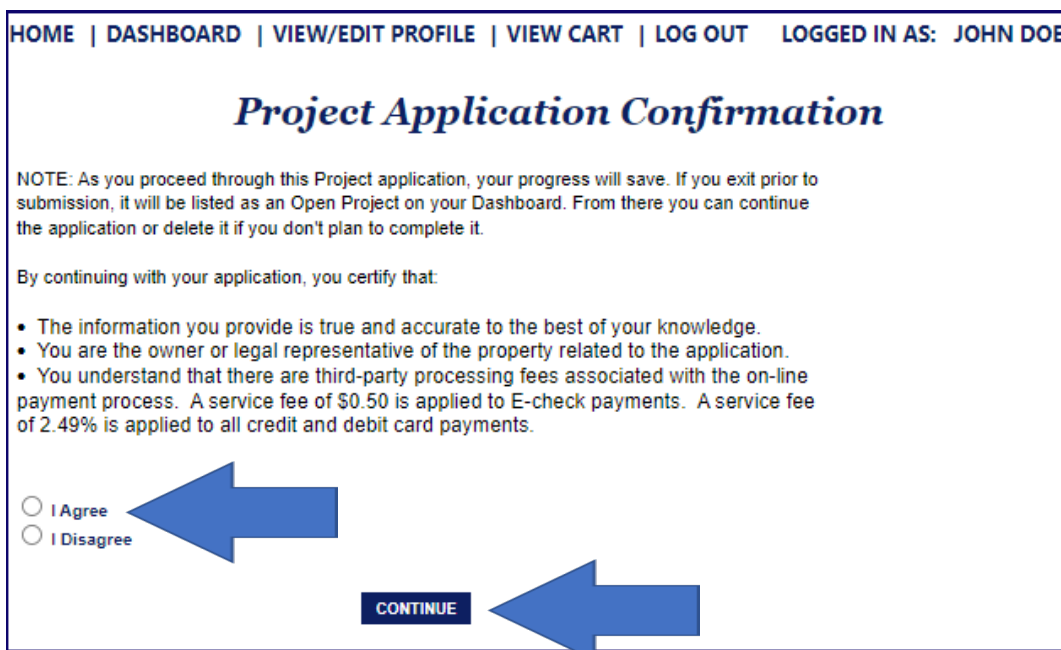 HOME | DASHBOARD | VIEW/EDIT PROFILE | VIEW CART | LOG OUT LOGGED IN AS: JOHN DOE
Project Application Confirmation
NOTE: As you proceed through this Project application, your progress will save. If you exit prior to
submission, it will be listed as an Open Project on your Dashboard. From there you can continue
the application or delete it if you don't plan to complete it.
By continuing with your application, you certify that:
• The information you provide is true and accurate to the best of your knowledge.
• You are the owner or legal representative of the property related to the application.
• You understand that there are third-party processing fees associated with the on-line
payment process. A service fee of $0.50 is applied to E-check payments. A service fee
of 2.49% is applied to all credit and debit card payments.
I Agree
I Disagree
CONTINUE